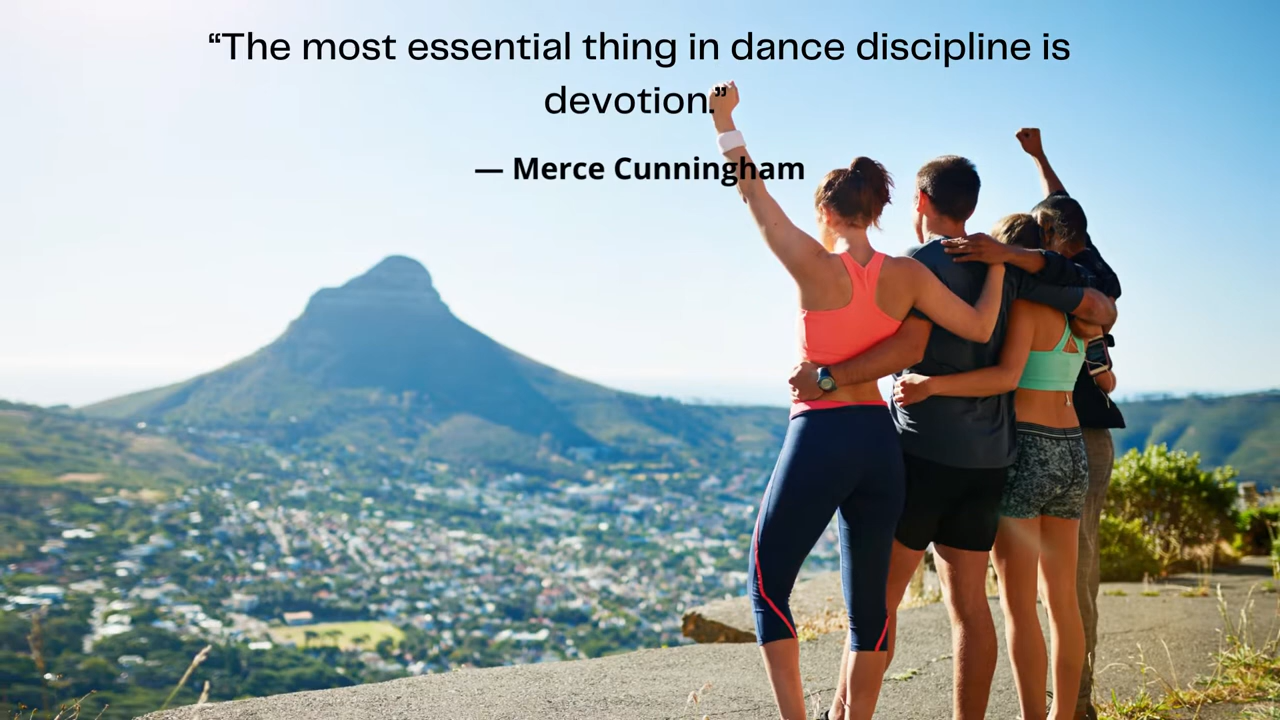 “The most essential thing in dance discipline is
devotion.”
— Merce Cunningham